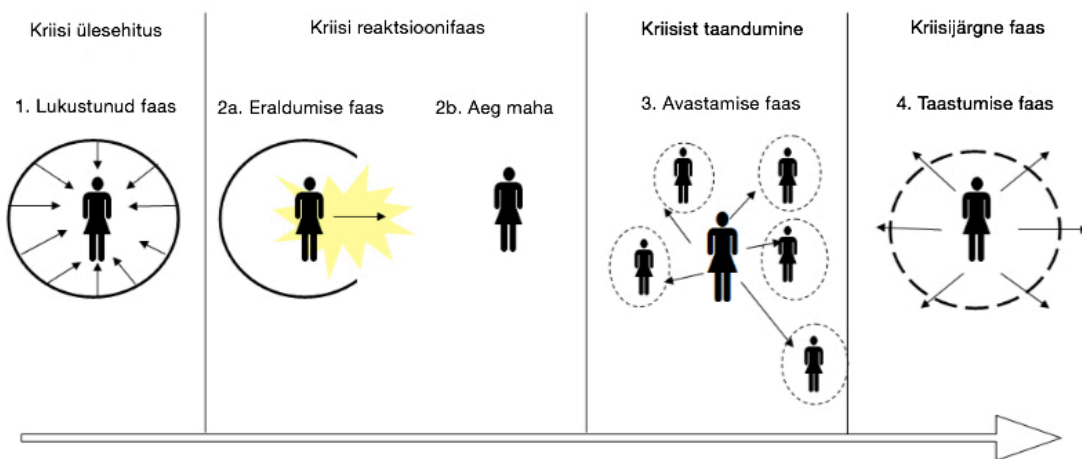 Kriisi ülesehitus
Kriisi reaktsioonifaas
Kriisist taandumine
Kriisijärgne faas
1. Lukustunud faas
2a. Eraldumise faas
2b. Aeg maha
3. Avastamise faas
4. Taastumise faas